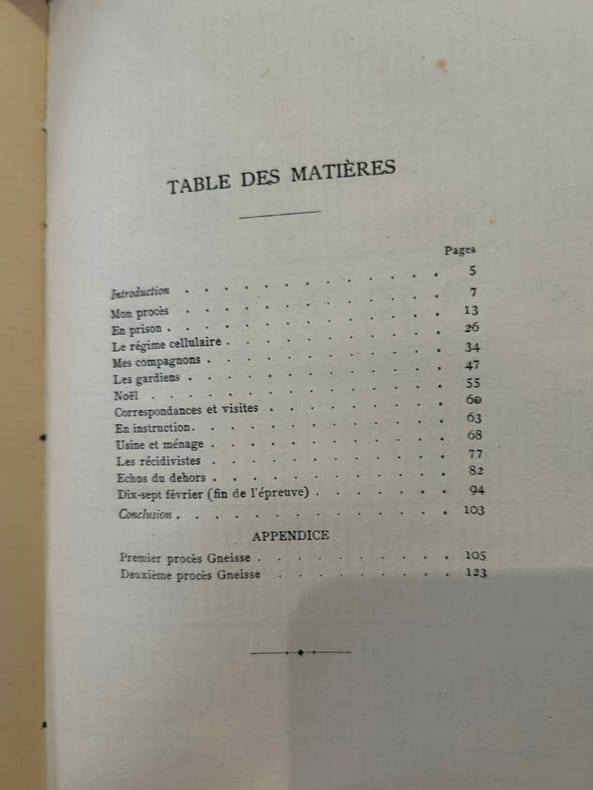 TABLE DES MATIÈRES
Pages
Introduction . . . . . . . . . . 5
Mon procès . . . . . . . . . . 7
En prison . . . . . . . . . . . 13
Le régime cellulaire . . . . . . . . 26
Mes compagnons . . . . . . . . . 34
Les gardiens . . . . . . . . . . 47
Noël . . . . . . . . . . . . 55
Correspondances et visites . . . . . . . 60
En instruction. . . . . . . . . . 63
Usine et ménage . . . . . . . . . 68
Les récidivistes . . . . . . . . . 77
Echos du dehors . . . . . . . . . 82
Dix-sept février (fin de l'épreuve) . . . . . 94
Conclusion . . . . . . . . . . 103
APPENDICE
Premier procès Gneisse . . . . . . . . 105
Deuxième procès Gneisse . . . . . . . 123